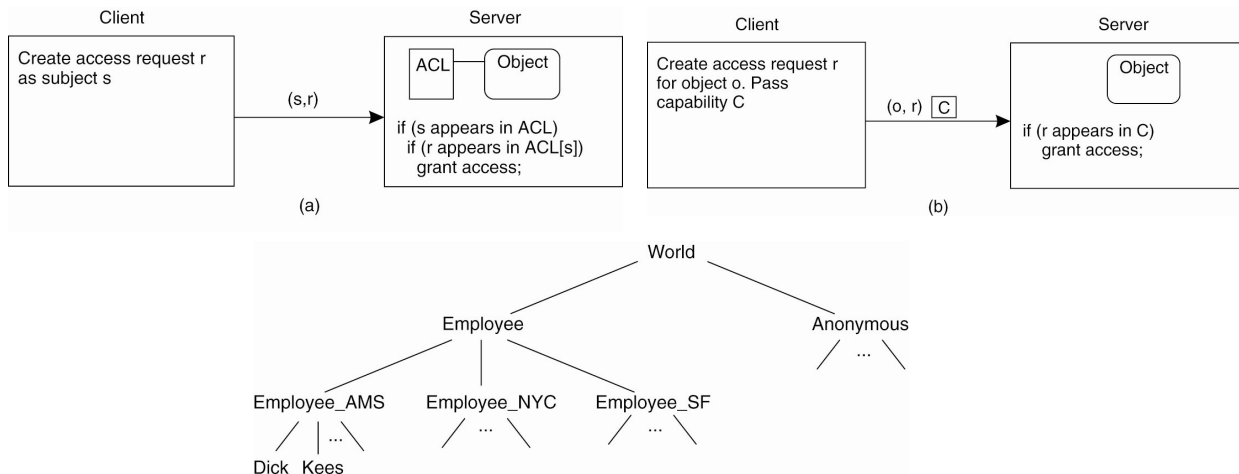 Client
Create access request r
as subject s
(s,r)
Server
ACL
Object
if (s appears in ACL)
if (r appears in ACL[s])
grant access;
(a)
Client
Create access request r
for object o. Pass
capability C
(o, r) C
Server
Object
if (r appears in C)
grant access;
(b)
World
Employee
Anonymous
...
Employee_AMS
Employee_NYC
Employee_SF
...
...
...
Dick Kees